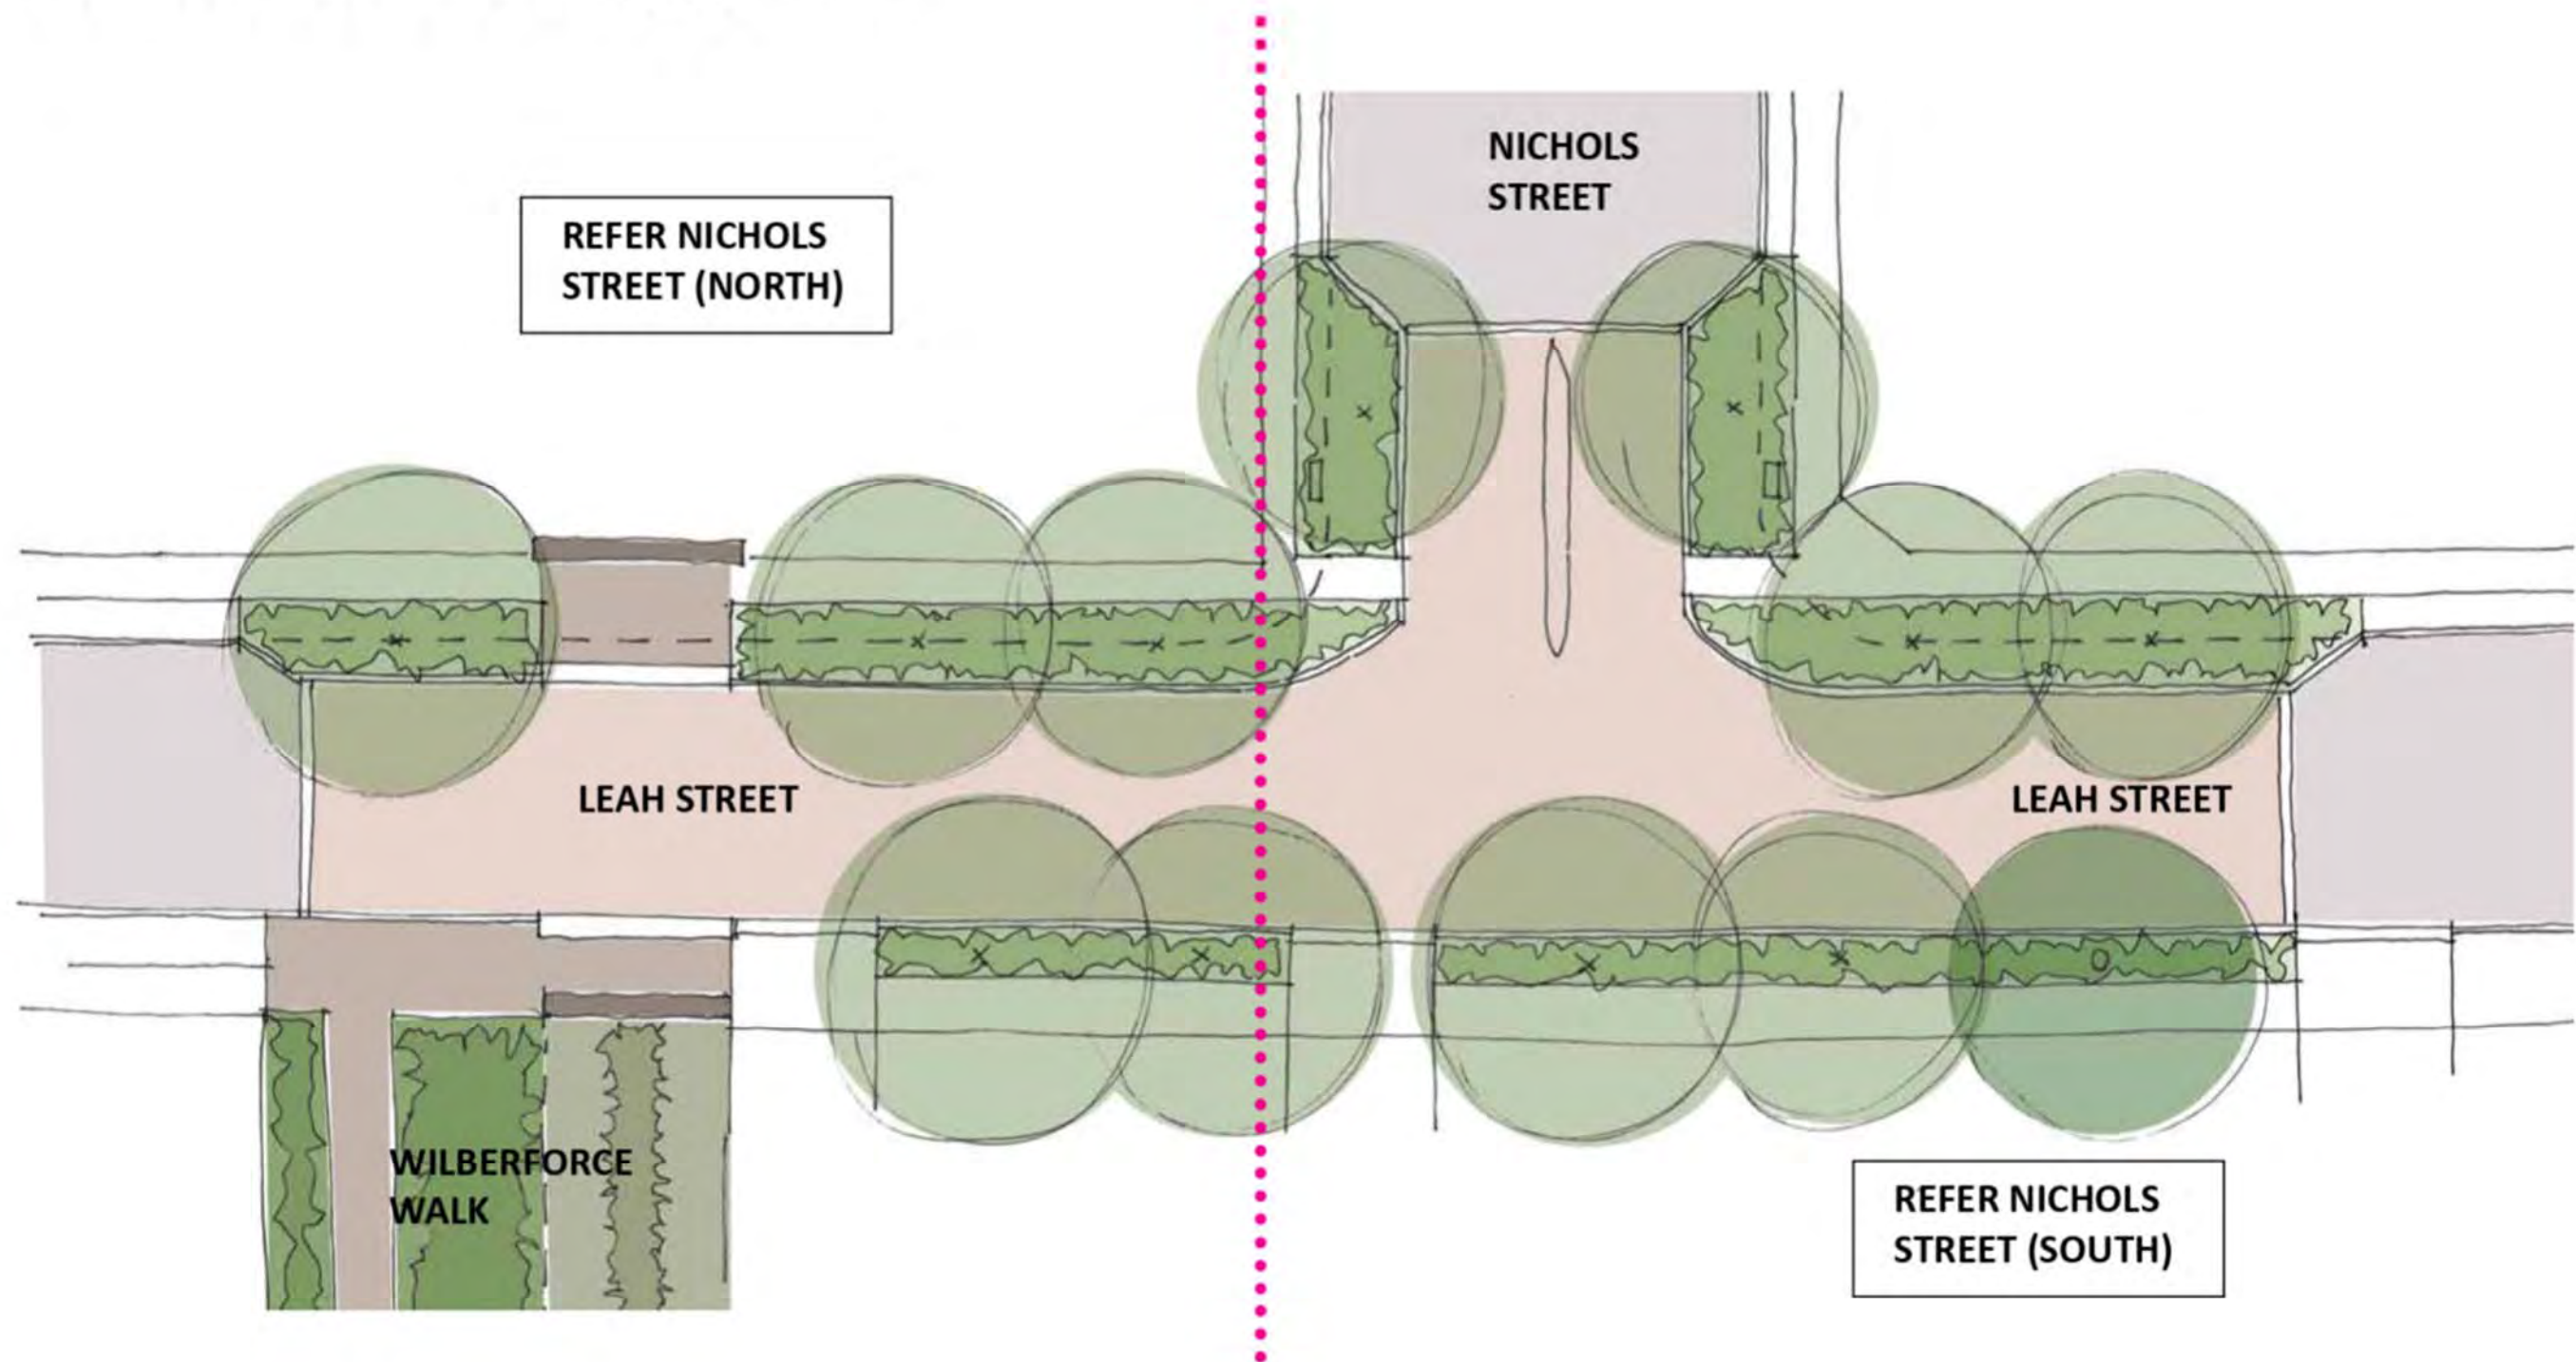 NICHOLS
STREET
REFER NICHOLS
STREET (NORTH)
LEAH STREET
LEAH STREET
WILBERFORCE
WALK
REFER NICHOLS
STREET (SOUTH)